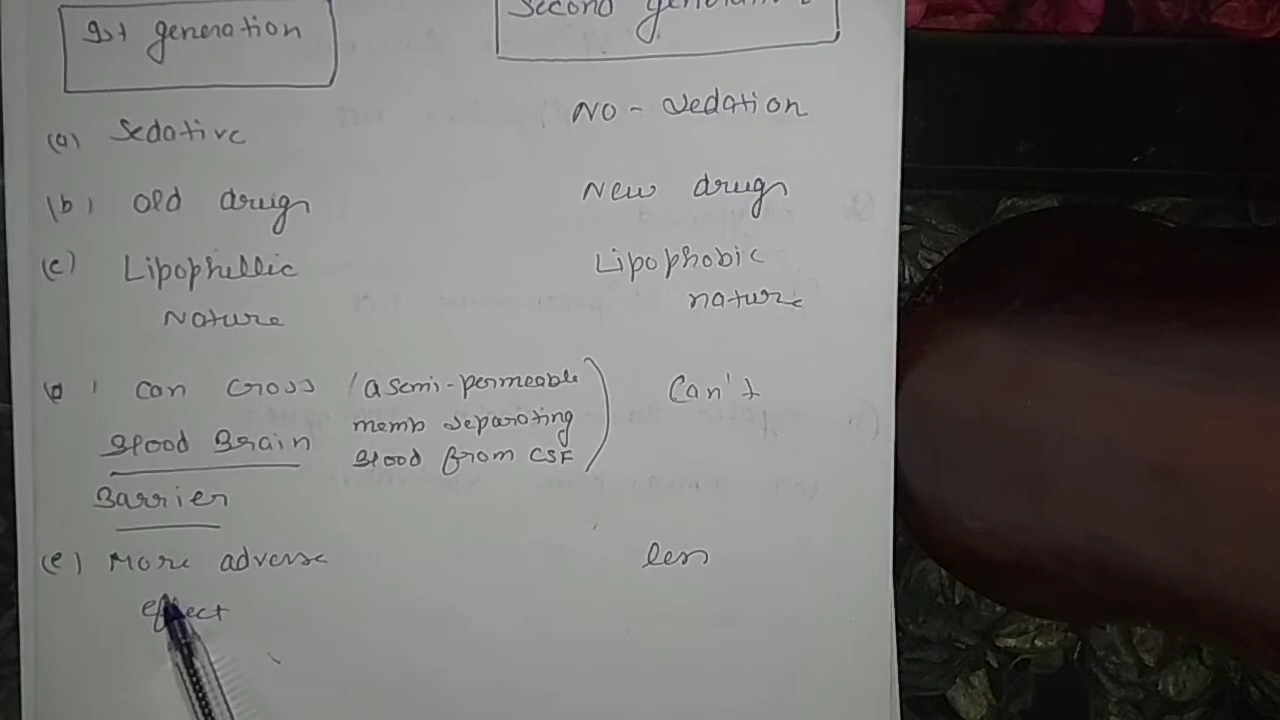 1st generation
Second generation
(a) Sedative
No - Sedation
(b) Old drug
New drug
(c) Lipophillic
Nature
Lipophobic
nature
(d) Can cross
Blood Brain
Barrier
(a semi-permeable
memb separating
Blood from CSF)
Can't
(e) More adverse
effect
less